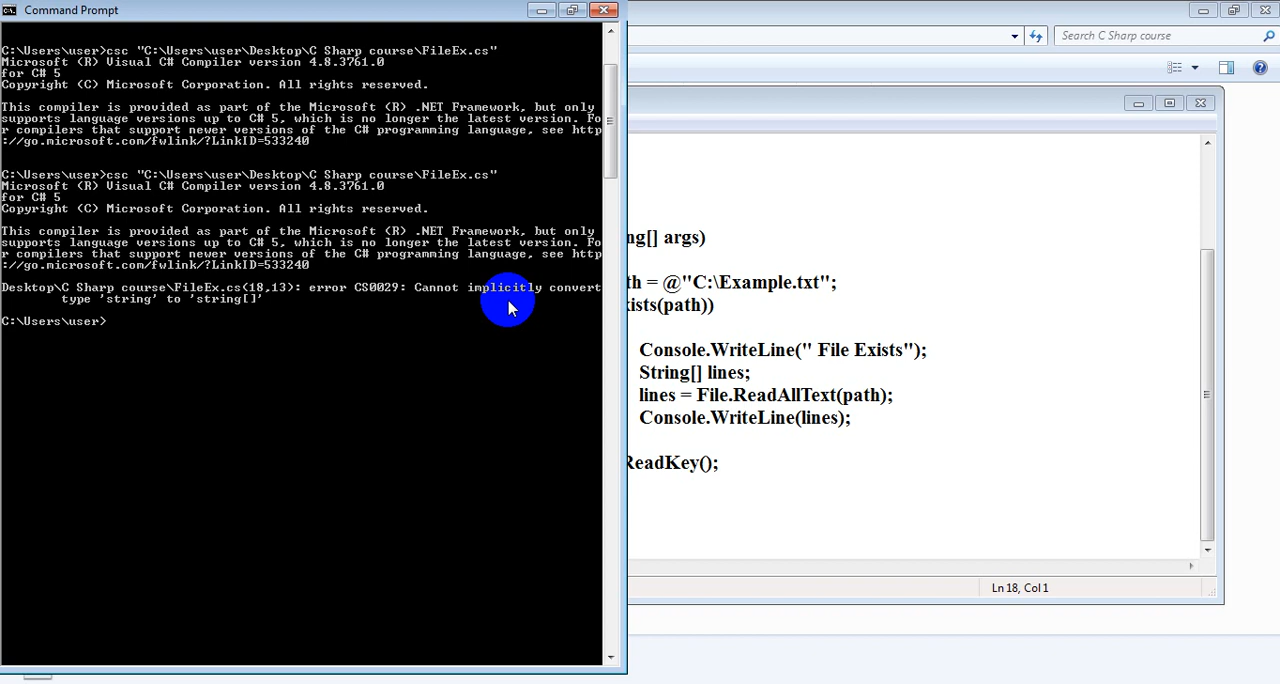 Command Prompt
C:\Users\user>csc "C:\Users\user\Desktop\C Sharp course\FileEx.cs"
Microsoft (R) Visual C# Compiler version 4.8.3761.0
for C# 5
Copyright (C) Microsoft Corporation. All rights reserved.
This compiler is provided as part of the Microsoft (R) .NET Framework, but only
supports language versions up to C# 5, which is no longer the latest version. Fo
r compilers that support newer versions of the C# programming language, see http
://go.microsoft.com/fwlink/?LinkID=533240
C:\Users\user>csc "C:\Users\user\Desktop\C Sharp course\FileEx.cs"
Microsoft (R) Visual C# Compiler version 4.8.3761.0
for C# 5
Copyright (C) Microsoft Corporation. All rights reserved.
This compiler is provided as part of the Microsoft (R) .NET Framework, but only
supports language versions up to C# 5, which is no longer the latest version. Fo
r compilers that support newer versions of the C# programming language, see http
://go.microsoft.com/fwlink/?LinkID=533240
Desktop\C Sharp course\FileEx.cs(18,13): error CS0029: Cannot implicitly convert
type 'string' to 'string[]'
C:\Users\user>
Search C Sharp course
ng[] args)
th = @"C:\Example.txt";
xists(path))
Console.WriteLine(" File Exists");
String[] lines;
lines = File.ReadAllText(path);
Console.WriteLine(lines);
ReadKey();
Ln 18, Col 1